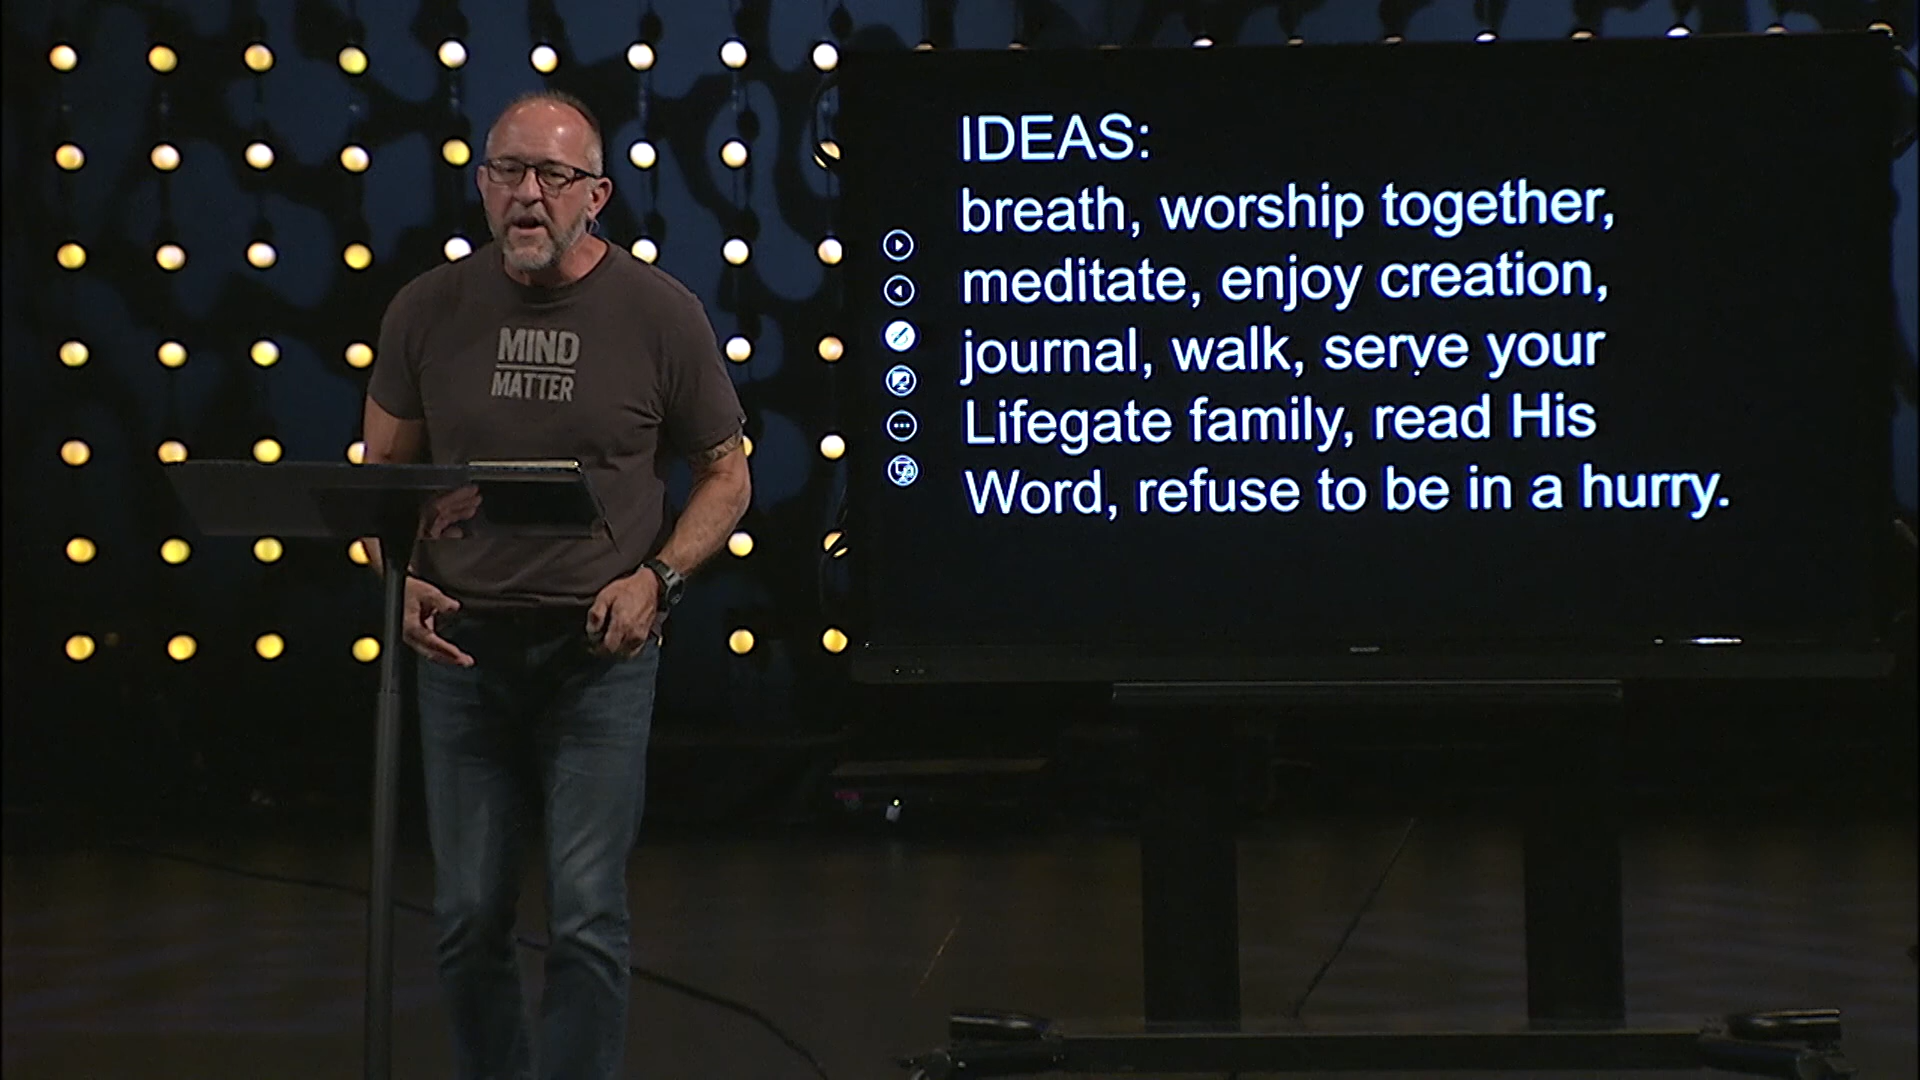 MIND
MATTER
IDEAS:
breath, worship together,
meditate, enjoy creation,
journal, walk, serve your
Lifegate family, read His
Word, refuse to be in a hurry.